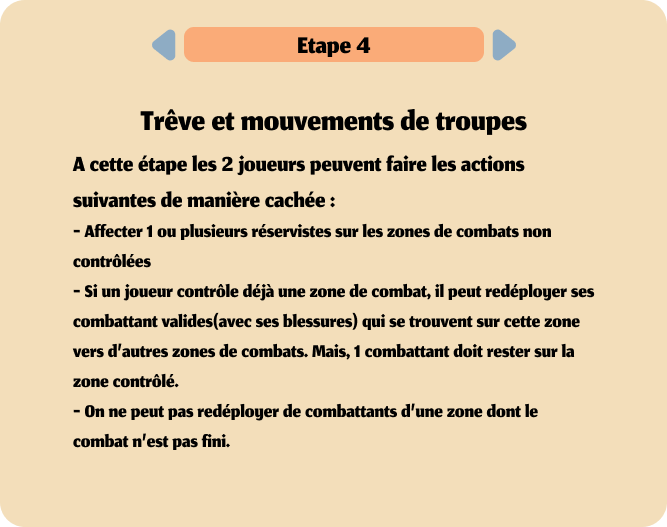 Etape 4
Trêve et mouvements de troupes
A cette étape les 2 joueurs peuvent faire les actions
suivantes de manière cachée :
- Affecter 1 ou plusieurs réservistes sur les zones de combats non
contrôlées
- Si un joueur contrôle déjà une zone de combat, il peut redéployer ses
combattant valides(avec ses blessures) qui se trouvent sur cette zone
vers d'autres zones de combats. Mais, 1 combattant doit rester sur la
zone contrôlé.
- On ne peut pas redéployer de combattants d'une zone dont le
combat n'est pas fini.